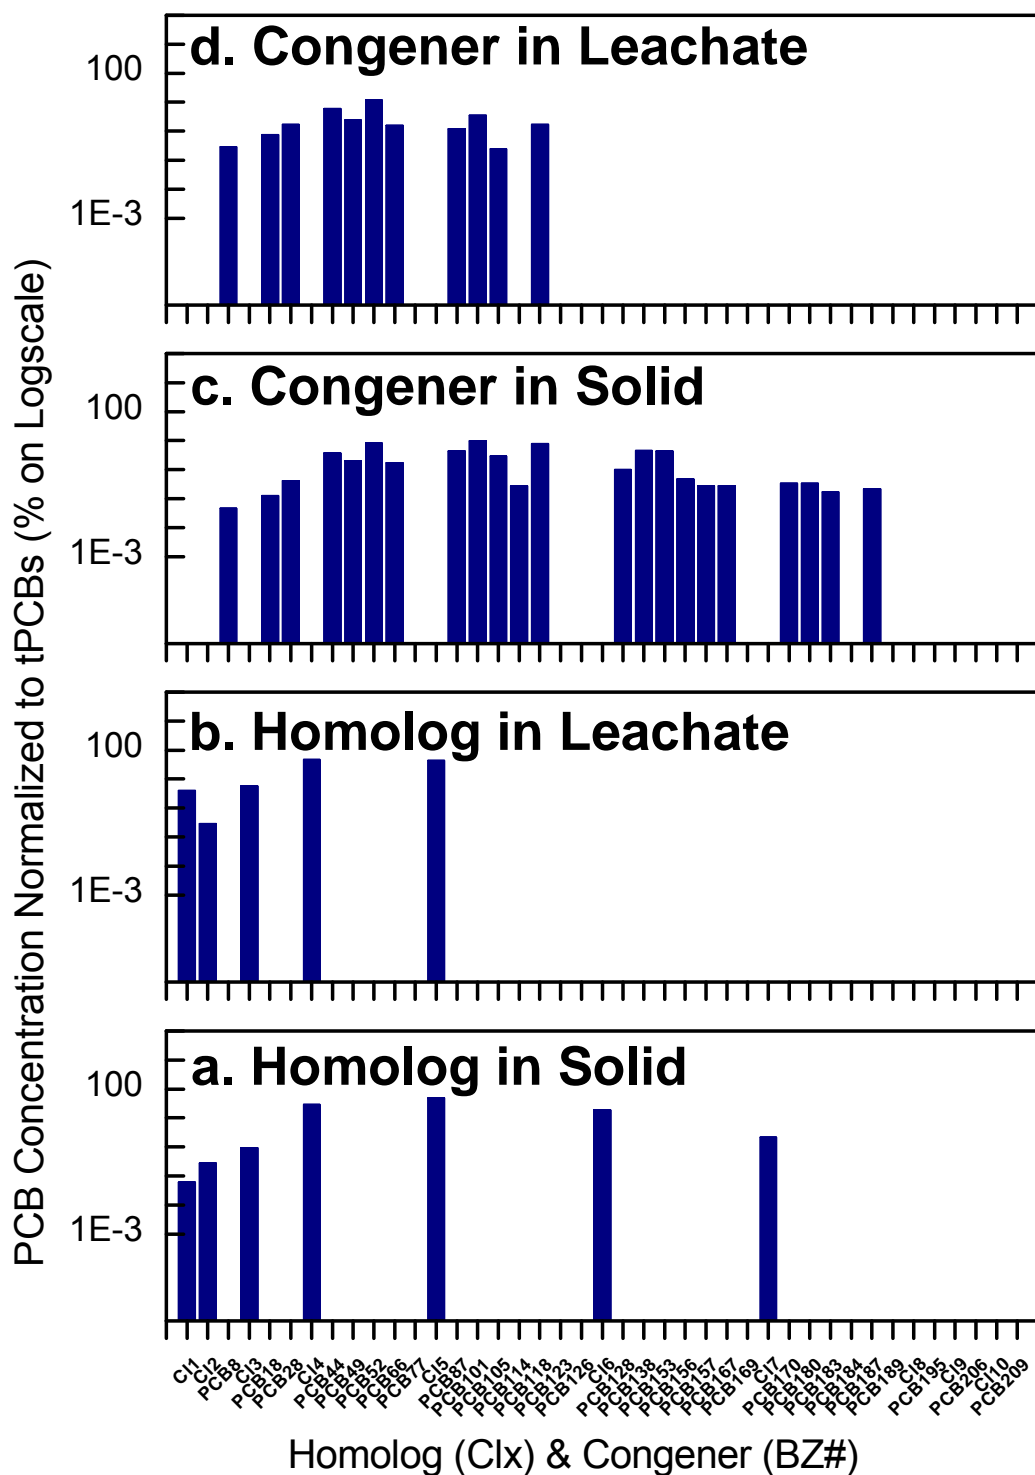 PCB Concentration Normalized to tPCBs (% on Logscale)
d. Congener in Leachate
100
1E-3
c. Congener in Solid
100
1E-3
b. Homolog in Leachate
100
1E-3
a. Homolog in Solid
100
1E-3
Cl1
Cl2
PCB8
Cl3
PCB18
PCB28
Cl4
PCB44
PCB49
PCB52
PCB66
PCB77
Cl5
PCB87
PCB101
PCB105
PCB114
PCB118
PCB123
PCB126
Cl6
PCB128
PCB138
PCB153
PCB156
PCB157
PCB167
PCB169
Cl7
PCB170
PCB180
PCB183
PCB184
PCB187
PCB189
Cl8
PCB195
Cl9
PCB206
Cl10
PCB209
Homolog (Clx) & Congener (BZ#)